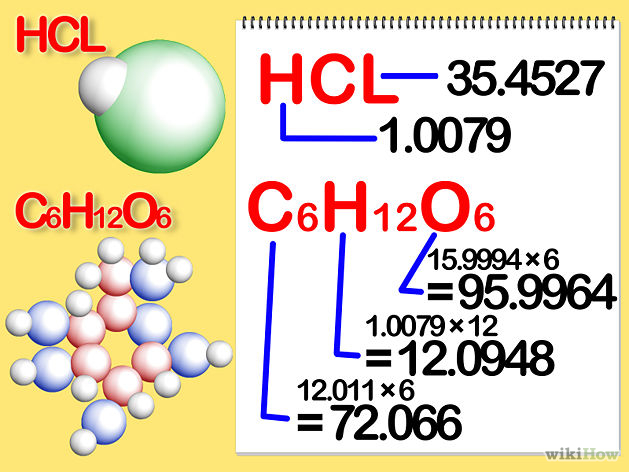 HCL
C6H12O6
HCL 35.4527
1.0079
C6H12O6
15.9994 × 6
= 95.9964
1.0079 × 12
= 12.0948
12.011 × 6
= 72.066
wikiHow